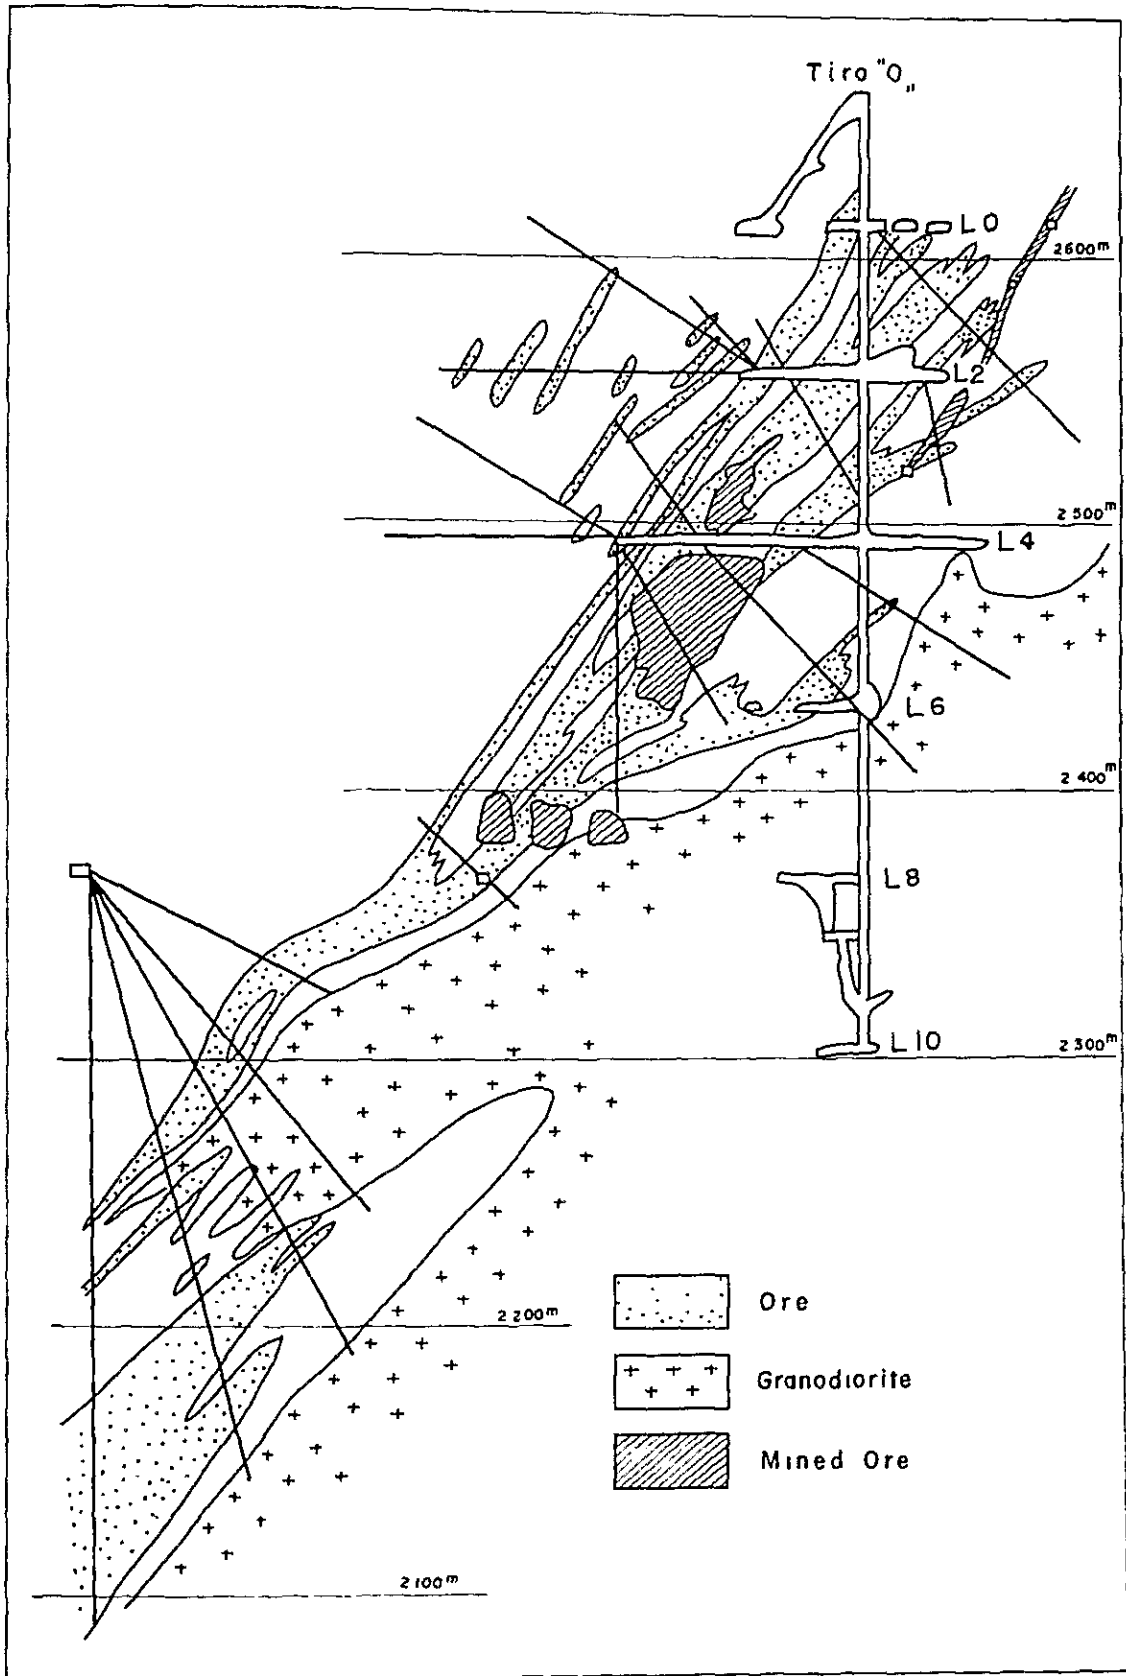 Tiro "O„
L0
2600m
L2
2500m
L4
L6
2400m
L8
L10
2300m
2200m
Ore
Granodiorite
Mined Ore
2100m